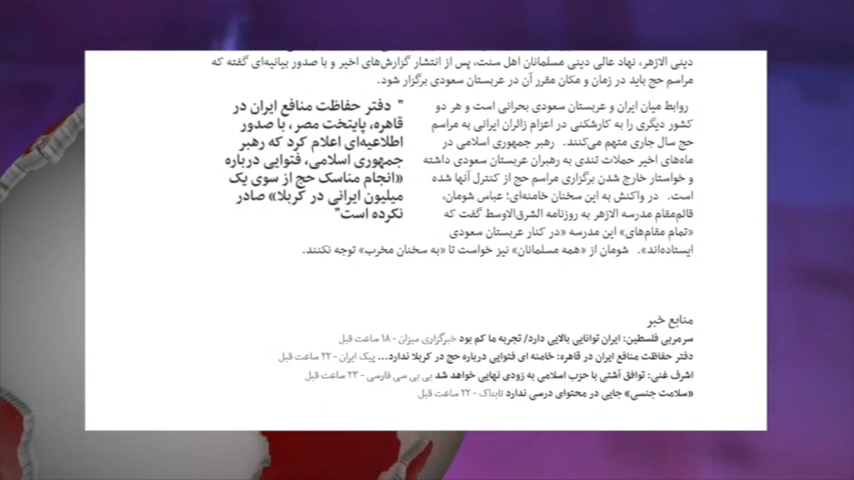 دینی الازهر، نهاد عالی دینی مسلمانان اهل سنت، پس از انتشار گزارش‌های اخیر و با صدور بیانیه‌ای گفته که
مراسم حج باید در زمان و مکان مقرر آن در عربستان سعودی برگزار شود.
روابط میان ایران و عربستان سعودی بحرانی است و هر دو
کشور دیگری را به کارشکنی در اعزام زائران ایرانی به مراسم
حج سال جاری متهم می‌کنند. رهبر جمهوری اسلامی در
ماه‌های اخیر حملات تندی به رهبران عربستان سعودی داشته
و خواستار خارج شدن برگزاری مراسم حج از کنترل آنها شده
است. در واکنش به این سخنان خامنه‌ای؛ عباس شومان،
قائم‌مقام مدرسه الازهر به روزنامه الشرق‌الاوسط گفت که
«تمام مقام‌های» این مدرسه «در کنار عربستان سعودی
ایستاده‌اند». شومان از «همه مسلمانان» نیز خواست تا «به سخنان مخرب» توجه نکنند.
" دفتر حفاظت منافع ایران در
قاهره، پایتخت مصر، با صدور
اطلاعیه‌ای اعلام کرد که رهبر
جمهوری اسلامی، فتوایی درباره
«انجام مناسک حج از سوی یک
میلیون ایرانی در کربلا» صادر
نکرده است"
منابع خبر
سرمربی فلسطین: ایران توانایی بالایی دارد/ تجربه ما کم بود خبرگزاری میزان - ۱۸ ساعت قبل
دفتر حفاظت منافع ایران در قاهره: خامنه ای فتوایی درباره حج در کربلا ندارد... پیک ایران - ۲۲ ساعت قبل
اشرف غنی: توافق آشتی با حزب اسلامی به زودی نهایی خواهد شد بی بی سی فارسی - ۲۳ ساعت قبل
«سلامت جنسی» جایی در محتوای درسی ندارد تابناک - ۲۲ ساعت قبل